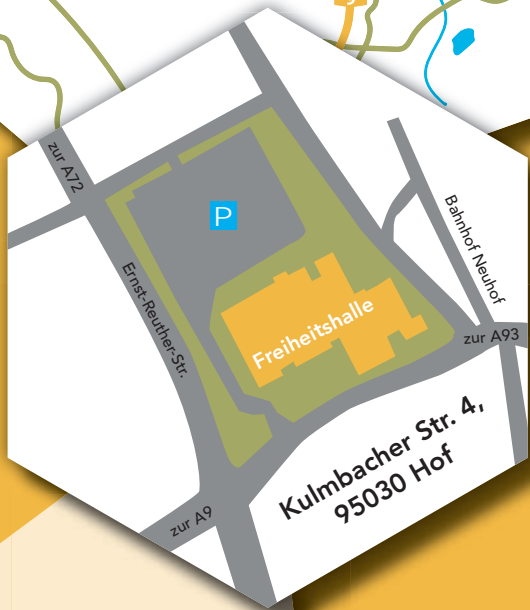 zur A72
P
Bahnhof Neuhof
Ernst-Reuther-Str.
Freiheitshalle
zur A93
Kulmbacher Str. 4,
95030 Hof
zur A9